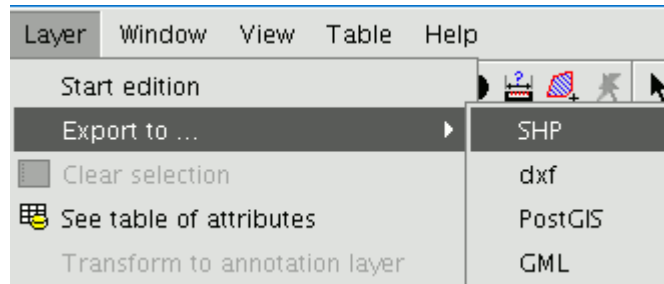 Layer Window View Table Help
Start edition
Export to ... SHP
Clear selection dxf
See table of attributes PostGIS
Transform to annotation layer GML